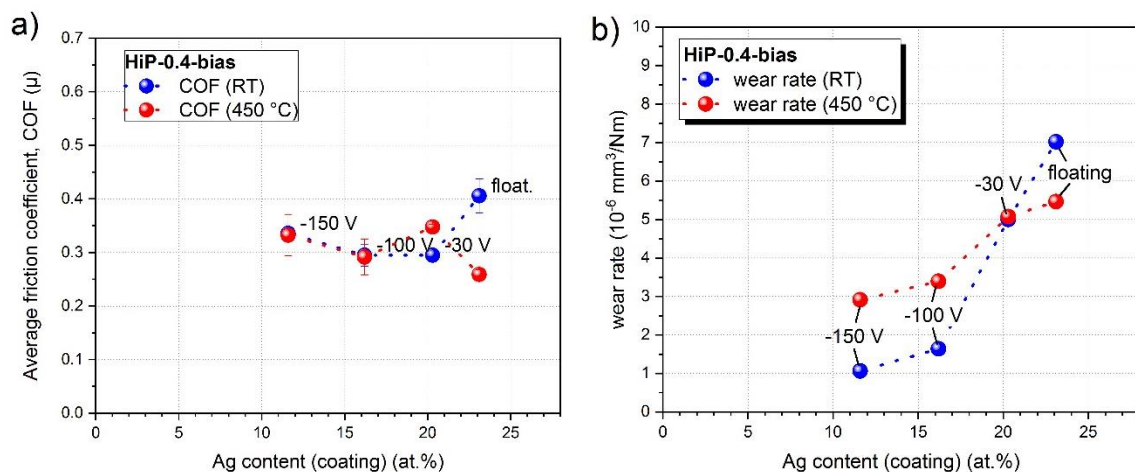 a)
HiP-0.4-bias
COF (RT)
COF (450 °C)
Average friction coefficient, COF (μ)
0.7
0.6
0.5
0.4
0.3
0.2
0.1
0.0
float.
-150 V
-100 V
-30 V
0 5 10 15 20 25
Ag content (coating) (at.%)
b)
HiP-0.4-bias
wear rate (RT)
wear rate (450 °C)
wear rate (10⁻⁶ mm³/Nm)
10
9
8
7
6
5
4
3
2
1
0
-30 V
floating
-150 V
-100 V
0 5 10 15 20 25
Ag content (coating) (at.%)